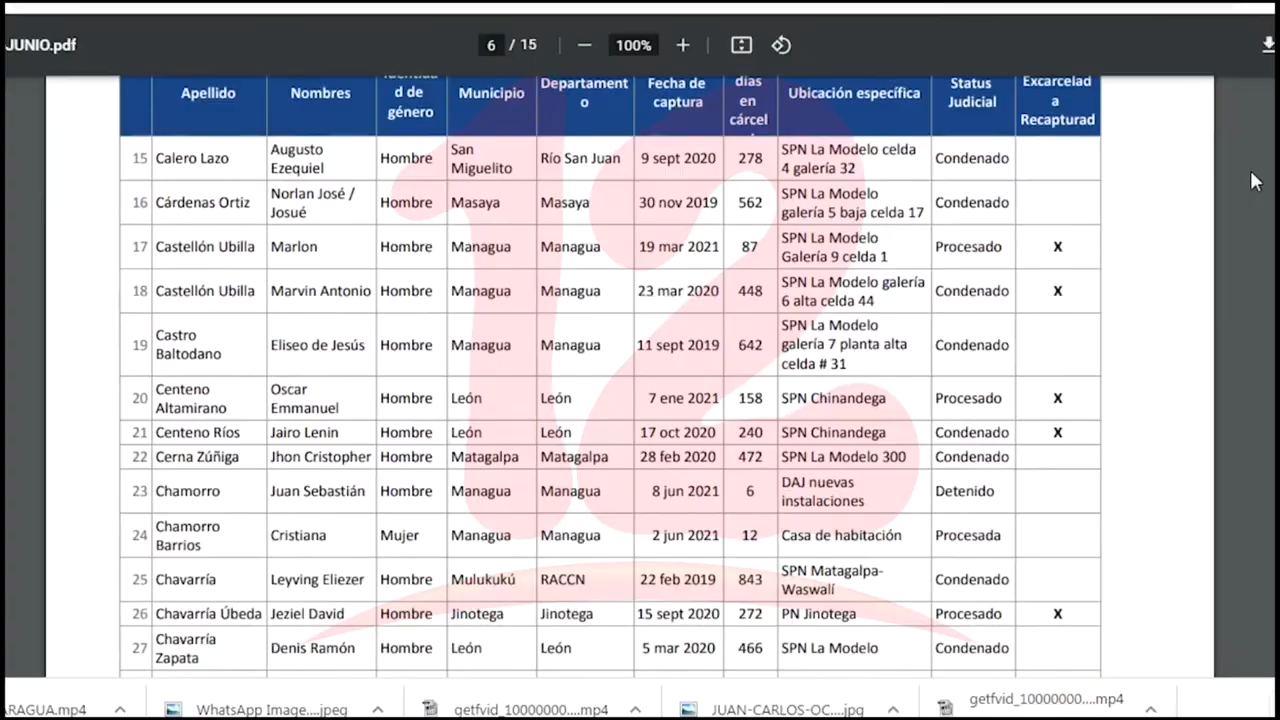 JUNIO.pdf
6 / 15
100%
Apellido
Nombres
Identidad de género
Municipio
Departamento
Fecha de captura
días en cárcel
Ubicación específica
Status Judicial
Excarcelad a Recapturad
15 Calero Lazo Augusto Ezequiel Hombre San Miguelito Río San Juan 9 sept 2020 278 SPN La Modelo celda 4 galería 32 Condenado
16 Cárdenas Ortiz Norlan José / Josué Hombre Masaya Masaya 30 nov 2019 562 SPN La Modelo galería 5 baja celda 17 Condenado
17 Castellón Ubilla Marlon Hombre Managua Managua 19 mar 2021 87 SPN La Modelo Galería 9 celda 1 Procesado X
18 Castellón Ubilla Marvin Antonio Hombre Managua Managua 23 mar 2020 448 SPN La Modelo galería 6 alta celda 44 Condenado X
19 Castro Baltodano Eliseo de Jesús Hombre Managua Managua 11 sept 2019 642 SPN La Modelo galería 7 planta alta celda # 31 Condenado
20 Centeno Altamirano Oscar Emmanuel Hombre León León 7 ene 2021 158 SPN Chinandega Procesado X
21 Centeno Ríos Jairo Lenin Hombre León León 17 oct 2020 240 SPN Chinandega Condenado X
22 Cerna Zúñiga Jhon Cristopher Hombre Matagalpa Matagalpa 28 feb 2020 472 SPN La Modelo 300 Condenado
23 Chamorro Juan Sebastián Hombre Managua Managua 8 jun 2021 6 DAJ nuevas instalaciones Detenido
24 Chamorro Barrios Cristiana Mujer Managua Managua 2 jun 2021 12 Casa de habitación Procesada
25 Chavarría Leyving Eliezer Hombre Mulukukú RACCN 22 feb 2019 843 SPN Matagalpa-Waswalí Condenado
26 Chavarría Úbeda Jeziel David Hombre Jinotega Jinotega 15 sept 2020 272 PN Jinotega Procesado X
27 Chavarría Zapata Denis Ramón Hombre León León 5 mar 2020 466 SPN La Modelo Condenado
12
ARAGUA.mp4
WhatsApp Image....jpeg
getfvid_10000000....mp4
JUAN-CARLOS-OC....jpg
getfvid_10000000....mp4